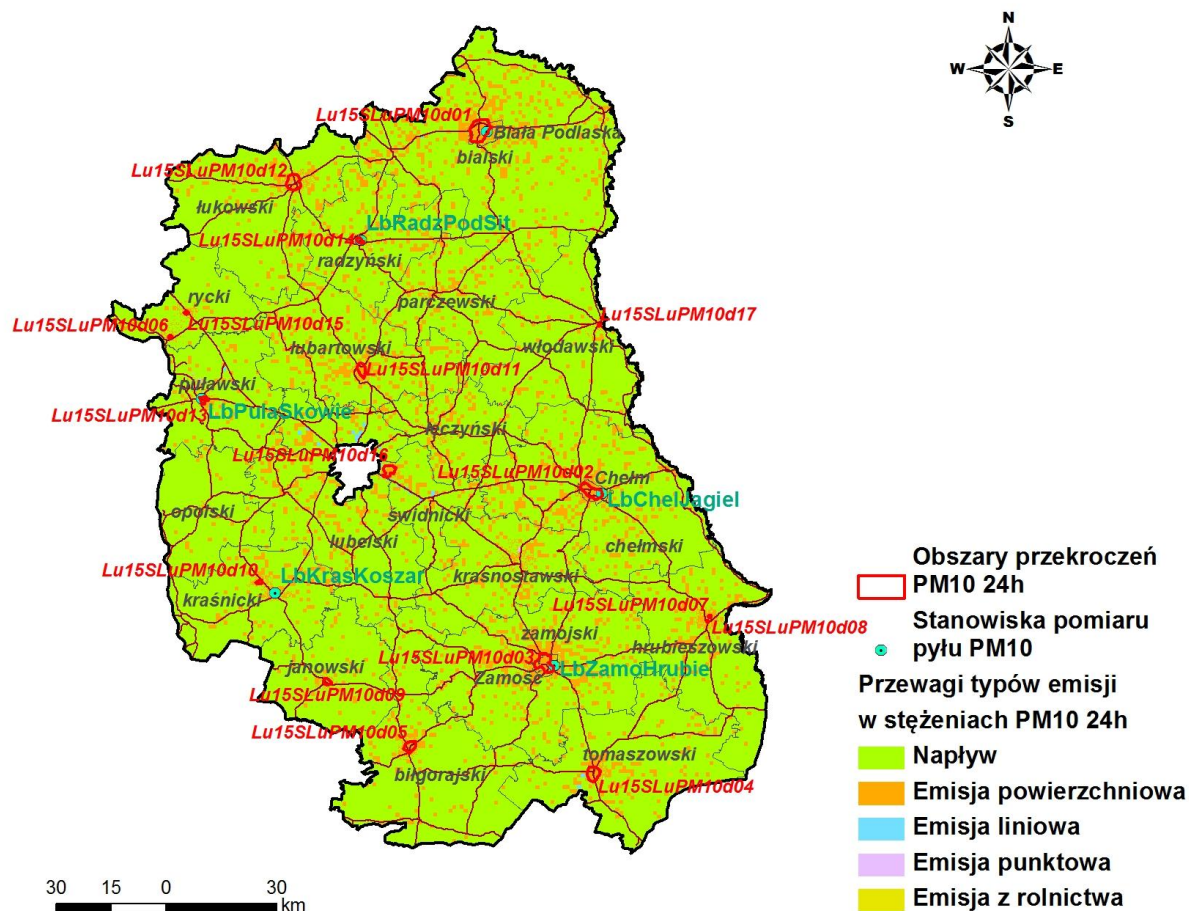 N
W E
S
Lu15SLuPM10d01
Biała Podlaska
bialski
Lu15SLuPM10d12
łukowski
LbRadzPodSit
Lu15SLuPM10d14
radzyński
rycki
parczewski
Lu15SLuPM10d06
Lu15SLuPM10d15
Lu15SLuPM10d17
lubartowski
włodawski
Lu15SLuPM10d11
puławski
LbPulaSkowie
Lu15SLuPM10d13
łęczyński
Lu15SLuPM10d16
Lu15SLuPM10d02
Chełm
LbChelJagiel
opolski
świdnicki
lubelski
chełmski
Lu15SLuPM10d10
LbKrasKoszar
krasnostawski
kraśnicki
Lu15SLuPM10d07
Lu15SLuPM10d08
zamojski
hrubieszowski
janowski
Lu15SLuPM10d03
Zamość
LbZamoHrubie
Lu15SLuPM10d09
Lu15SLuPM10d05
tomaszowski
biłgorajski
Lu15SLuPM10d04
Obszary przekroczeń
PM10 24h
Stanowiska pomiaru
pyłu PM10
Przewagi typów emisji
w stężeniach PM10 24h
Napływ
Emisja powierzchniowa
Emisja liniowa
Emisja punktowa
Emisja z rolnictwa
30 15 0 30
km